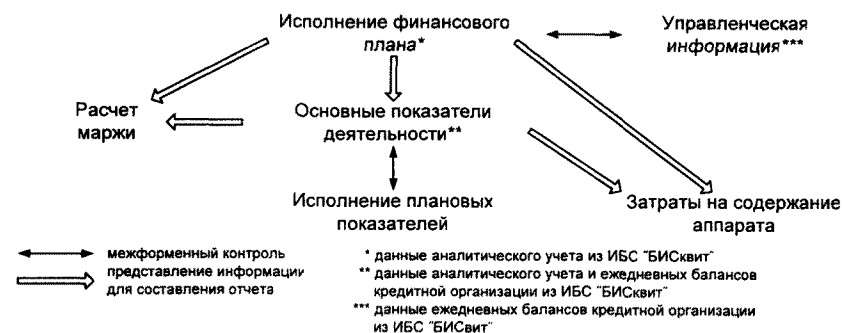 Исполнение финансового
плана*
Управленческая
информация***
Расчет
маржи
Основные показатели
деятельности**
Исполнение плановых
показателей
Затраты на содержание
аппарата
межформенный контроль
представление информации
для составления отчета
* данные аналитического учета из ИБС "БИСквит"
** данные аналитического учета и ежедневных балансов
кредитной организации из ИБС "БИСквит"
*** данные ежедневных балансов кредитной организации
из ИБС "БИСвит"